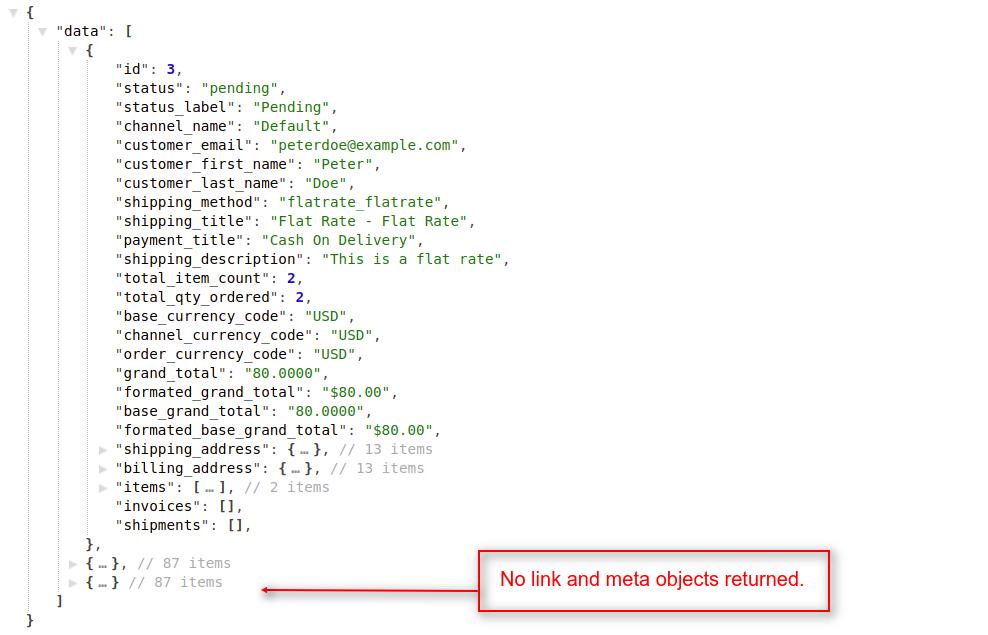 {
"data": [
{
"id": 3,
"status": "pending",
"status_label": "Pending",
"channel_name": "Default",
"customer_email": "peterdoe@example.com",
"customer_first_name": "Peter",
"customer_last_name": "Doe",
"shipping_method": "flatrate_flatrate",
"shipping_title": "Flat Rate - Flat Rate",
"payment_title": "Cash On Delivery",
"shipping_description": "This is a flat rate",
"total_item_count": 2,
"total_qty_ordered": 2,
"base_currency_code": "USD",
"channel_currency_code": "USD",
"order_currency_code": "USD",
"grand_total": "80.0000",
"formated_grand_total": "$80.00",
"base_grand_total": "80.0000",
"formated_base_grand_total": "$80.00",
"shipping_address": {…}, // 13 items
"billing_address": {…}, // 13 items
"items": […], // 2 items
"invoices": [],
"shipments": [],
},
{…}, // 87 items
{…} // 87 items
No link and meta objects returned.
]
}